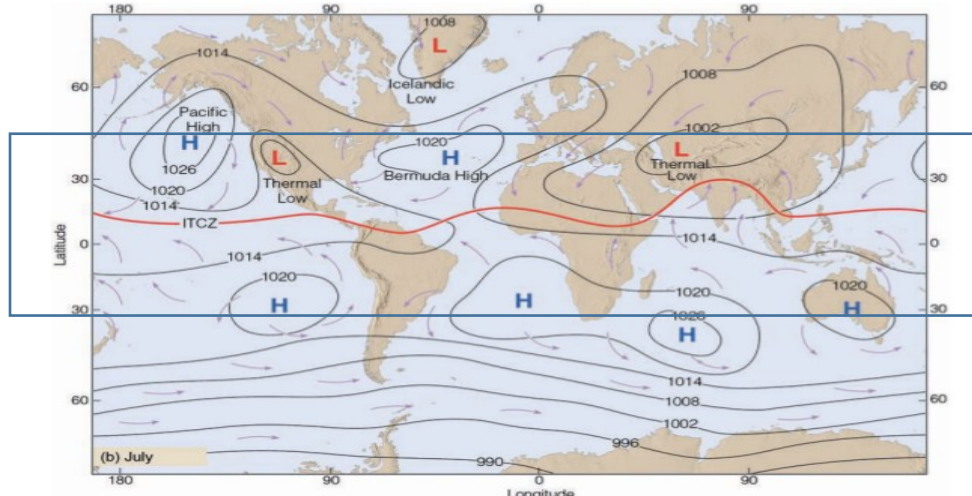 180
90
0
90
180
1008
1014
L
Icelandic
Low
1008
60
60
Pacific
High
H
1026
1020
1014
L
Thermal
Low
1020
H
Bermuda High
1002
L
Thermal
Low
30
30
ITCZ
Latitude
0
0
1014
1014
1020
H
H
1020
1026
H
1020
H
30
30
1014
1008
1002
996
990
60
60
(b) July
180
90
0
90
Longitude